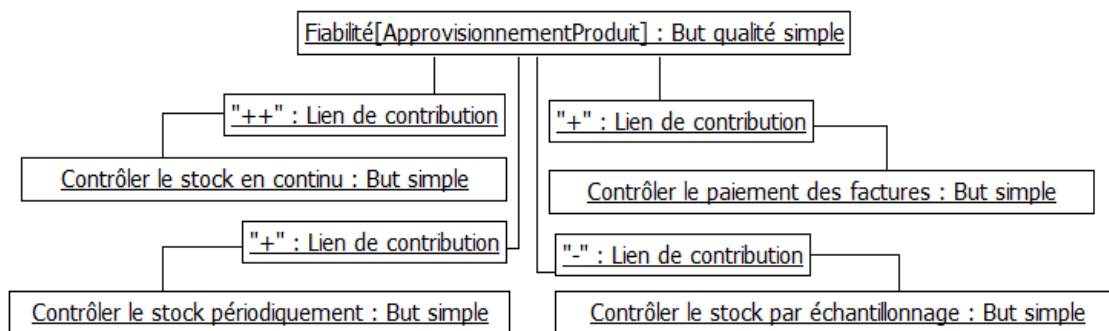 Fiabilité[ApprovisionnementProduit] : But qualité simple
"++" : Lien de contribution
"+" : Lien de contribution
Contrôler le stock en continu : But simple
Contrôler le paiement des factures : But simple
"+" : Lien de contribution
"-" : Lien de contribution
Contrôler le stock périodiquement : But simple
Contrôler le stock par échantillonnage : But simple